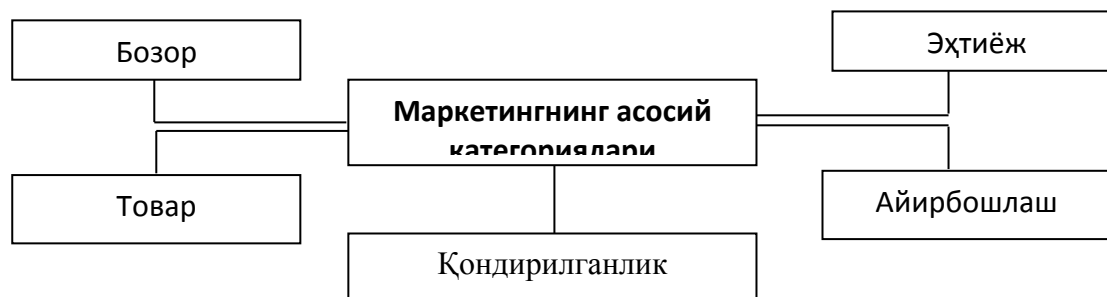 Бозор
Эҳтиёж
Маркетингнинг асосий
категориялари
Товар
Айирбошлаш
Қондирилганлик